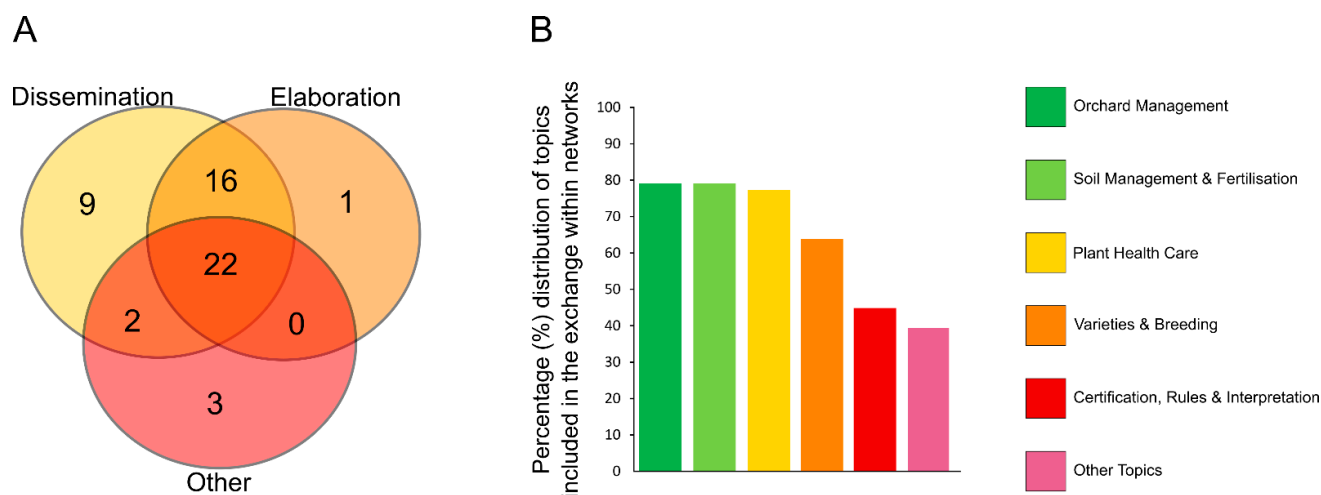 A
Dissemination
Elaboration
9
16
1
22
2
0
3
Other
B
Percentage (%) distribution of topics
included in the exchange within networks
100
90
80
70
60
50
40
30
20
10
0
Orchard Management
Soil Management & Fertilisation
Plant Health Care
Varieties & Breeding
Certification, Rules & Interpretation
Other Topics